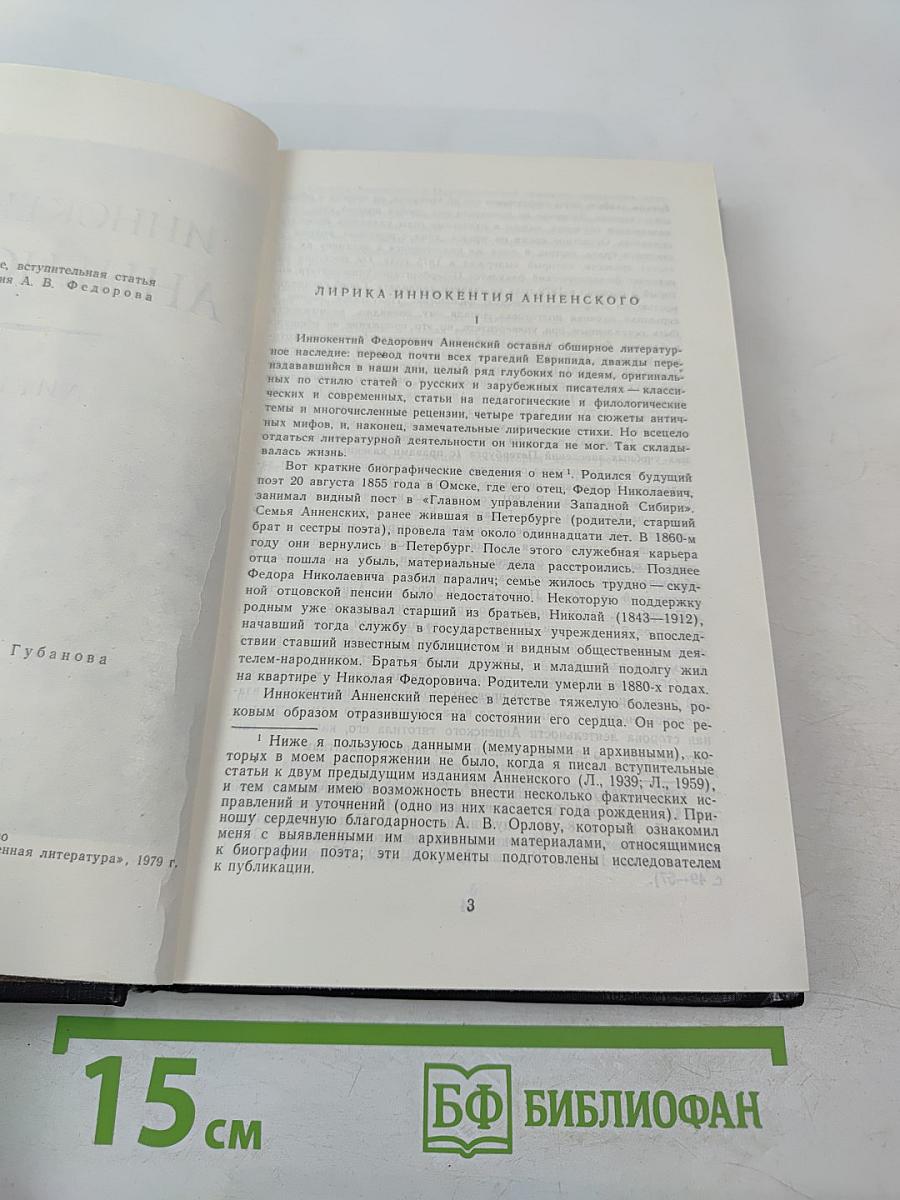 е, вступительная статья
ия А. В. Федорова
Губанова
«нная литература», 1979 г.
ЛИРИКА ИННОКЕНТИЯ АННЕНСКОГО
I
Иннокентий Федорович Анненский оставил обширное литератур-
ное наследие: перевод почти всех трагедий Еврипида, дважды пере-
издававшийся в наши дни, целый ряд глубоких по идеям, оригиналь-
ных по стилю статей о русских и зарубежных писателях — класси-
ческих и современных, статьи на педагогические и филологические
темы и многочисленные рецензии, четыре трагедии на сюжеты антич-
ных мифов, и, наконец, замечательные лирические стихи. Но всецело
отдаться литературной деятельности он никогда не мог. Так склады-
валась жизнь.
Вот краткие биографические сведения о нем ¹. Родился будущий
поэт 20 августа 1855 года в Омске, где его отец, Федор Николаевич,
занимал видный пост в «Главном управлении Западной Сибири».
Семья Анненских, ранее жившая в Петербурге (родители, старший
брат и сестры поэта), провела там около одиннадцати лет. В 1860-м
году они вернулись в Петербург. После этого служебная карьера
отца пошла на убыль, материальные дела расстроились. Позднее
Федора Николаевича разбил паралич; семье жилось трудно — скуд-
ной отцовской пенсии было недостаточно. Некоторую поддержку
родным уже оказывал старший из братьев, Николай (1843—1912),
начавший тогда службу в государственных учреждениях, впослед-
ствии ставший известным публицистом и видным общественным дея-
телем-народником. Братья были дружны, и младший подолгу жил
на квартире у Николая Федоровича. Родители умерли в 1880-х годах.
Иннокентий Анненский перенес в детстве тяжелую болезнь, ро-
ковым образом отразившуюся на состоянии его сердца. Он рос ре-
¹ Ниже я пользуюсь данными (мемуарными и архивными), ко-
торых в моем распоряжении не было, когда я писал вступительные
статьи к двум предыдущим изданиям Анненского (Л., 1939; Л., 1959),
и тем самым имею возможность внести несколько фактических ис-
правлений и уточнений (одно из них касается года рождения). При-
ношу сердечную благодарность А. В. Орлову, который ознакомил
меня с выявленными им архивными материалами, относящимися
к биографии поэта; эти документы подготовлены исследователем
к публикации.
3
15 см
БФ БИБЛИОФАН